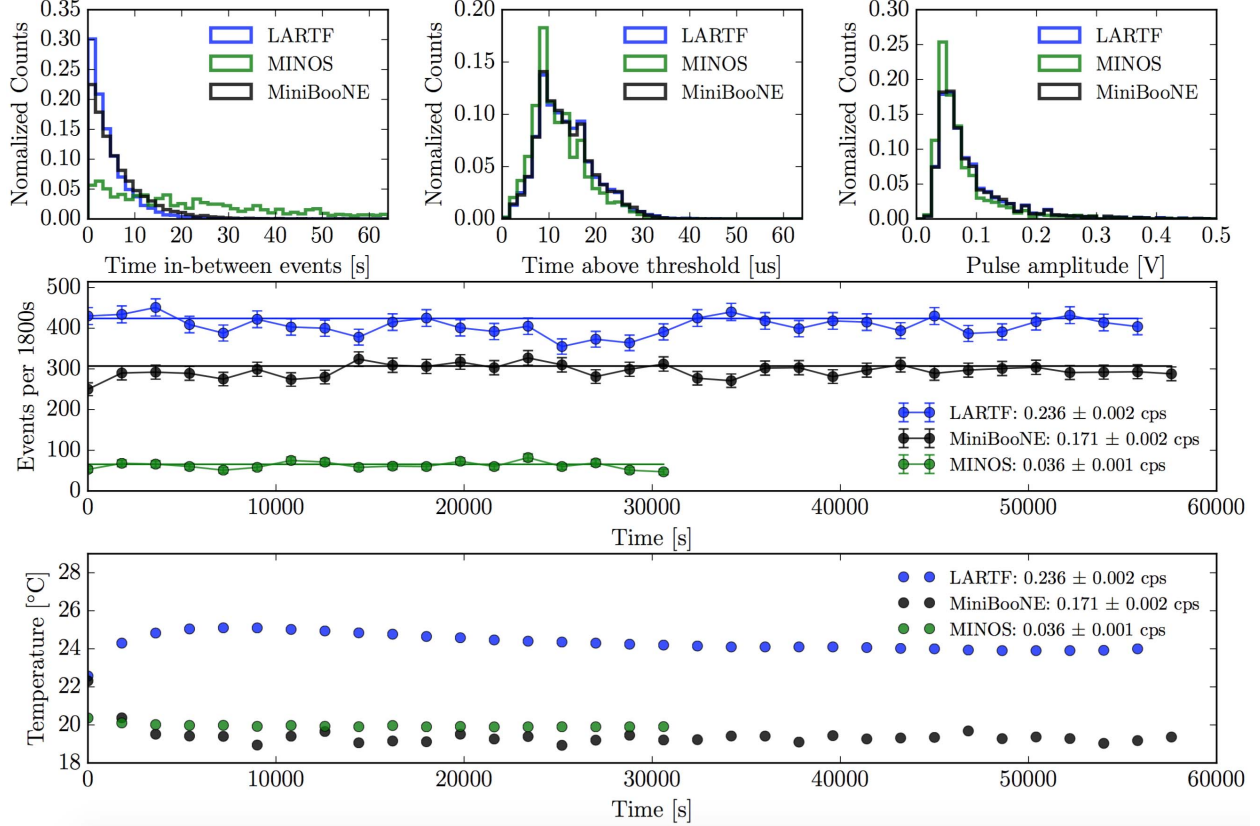 0.35
0.30
0.25
0.20
0.15
0.10
0.05
0.00
Nomalized Counts
LARTF
MINOS
MiniBooNE
0 10 20 30 40 50 60
Time in-between events [s]
0.20
0.15
0.10
0.05
0.00
Nomalized Counts
LARTF
MINOS
MiniBooNE
0 10 20 30 40 50 60
Time above threshold [us]
0.30
0.25
0.20
0.15
0.10
0.05
0.00
Nomalized Counts
LARTF
MINOS
MiniBooNE
0.0 0.1 0.2 0.3 0.4 0.5
Pulse amplitude [V]
500
400
300
200
100
0
Events per 1800s
LARTF: 0.236 ± 0.002 cps
MiniBooNE: 0.171 ± 0.002 cps
MINOS: 0.036 ± 0.001 cps
0 10000 20000 30000 40000 50000 60000
Time [s]
28
26
24
22
20
18
Temperature [°C]
LARTF: 0.236 ± 0.002 cps
MiniBooNE: 0.171 ± 0.002 cps
MINOS: 0.036 ± 0.001 cps
0 10000 20000 30000 40000 50000 60000
Time [s]